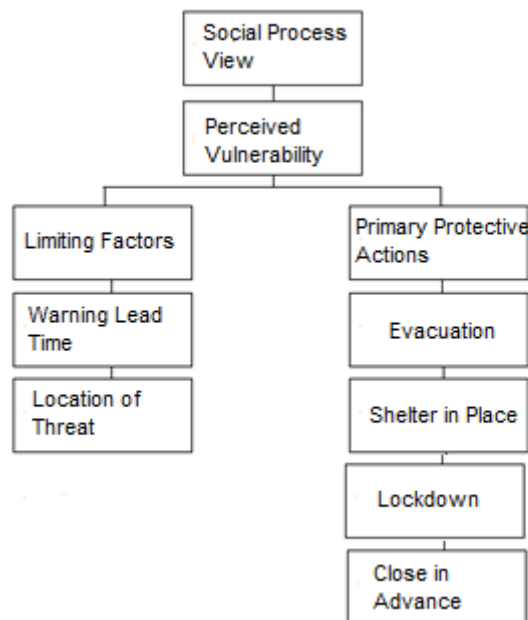 Social Process
View
Perceived
Vulnerability
Limiting Factors
Warning Lead
Time
Location of
Threat
Primary Protective
Actions
Evacuation
Shelter in Place
Lockdown
Close in
Advance